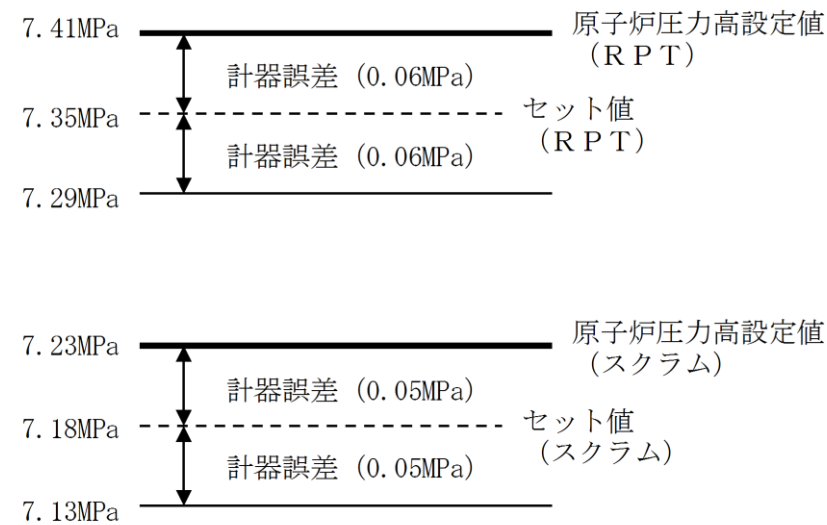 7.41MPa
原子炉圧力高設定値
(RPT)
計器誤差 (0.06MPa)
7.35MPa
セット値
(RPT)
計器誤差 (0.06MPa)
7.29MPa
7.23MPa
原子炉圧力高設定値
(スクラム)
計器誤差 (0.05MPa)
7.18MPa
セット値
(スクラム)
計器誤差 (0.05MPa)
7.13MPa